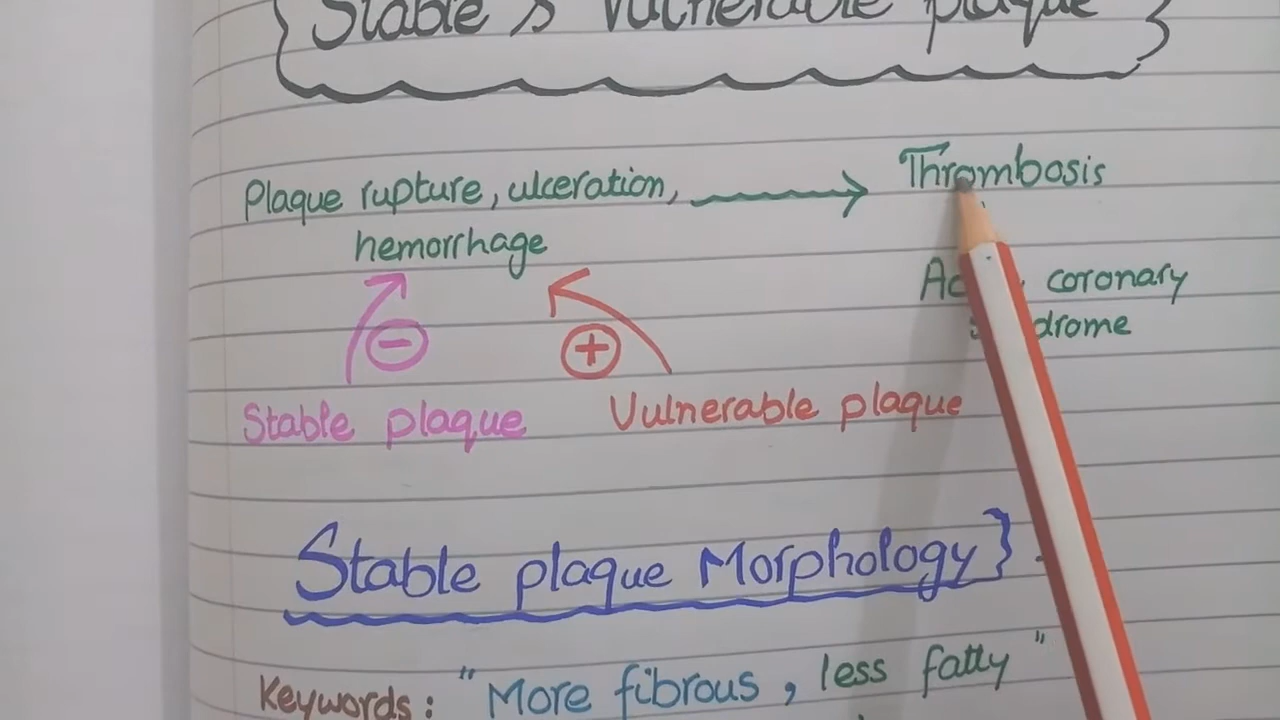 Stable & Vulnerable plaque
Plaque rupture, ulceration, → Thrombosis
hemorrhage
coronary
Stable plaque
Vulnerable plaque
Stable plaque Morphology}
Keywords: "More fibrous, less fatty"